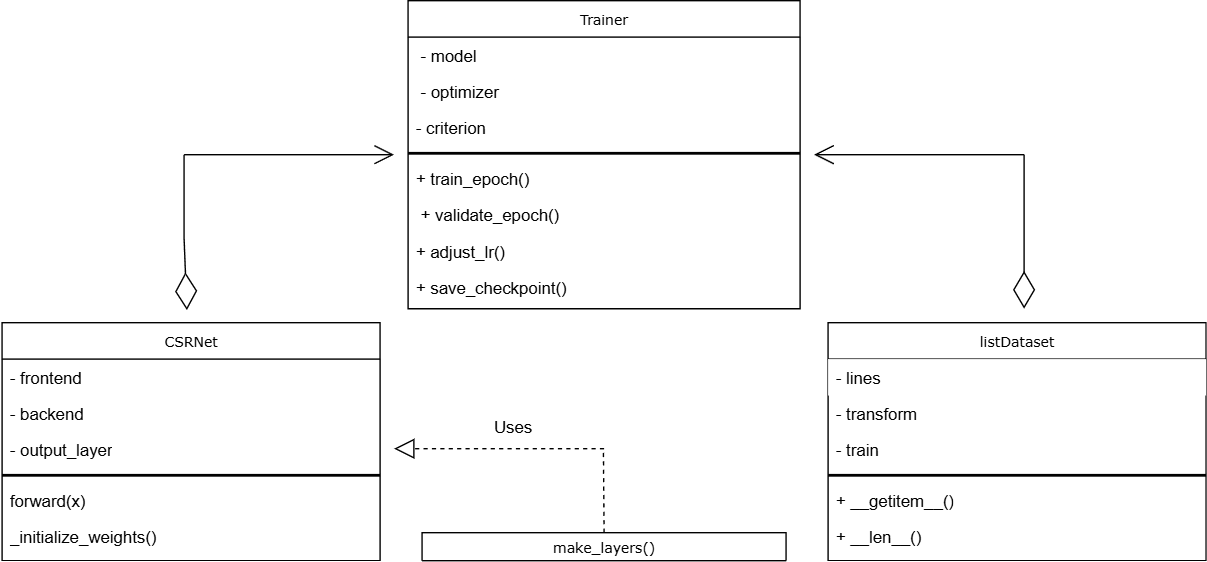 Trainer
- model
- optimizer
- criterion
+ train_epoch()
+ validate_epoch()
+ adjust_lr()
+ save_checkpoint()
CSRNet
- frontend
- backend
- output_layer
forward(x)
_initialize_weights()
Uses
make_layers()
listDataset
- lines
- transform
- train
+ __getitem__()
+ __len__()